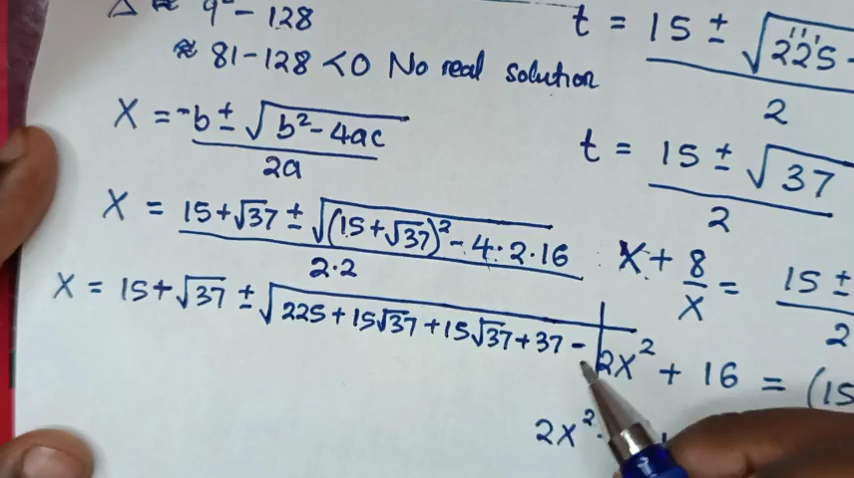 Δ ≈ 9² - 128
≈ 81 - 128 < 0 No real solution
X = -b ± √(b² - 4ac) / 2a
X = 15 + √37 ± √((15 + √37)² - 4·2·16) / 2·2
X = 15 + √37 ± √(225 + 15√37 + 15√37 + 37 -
t = 15 ± √(225 - / 2
t = 15 ± √37 / 2
X + 8/X = 15 ± / 2
2X² + 16 = (15
2X²